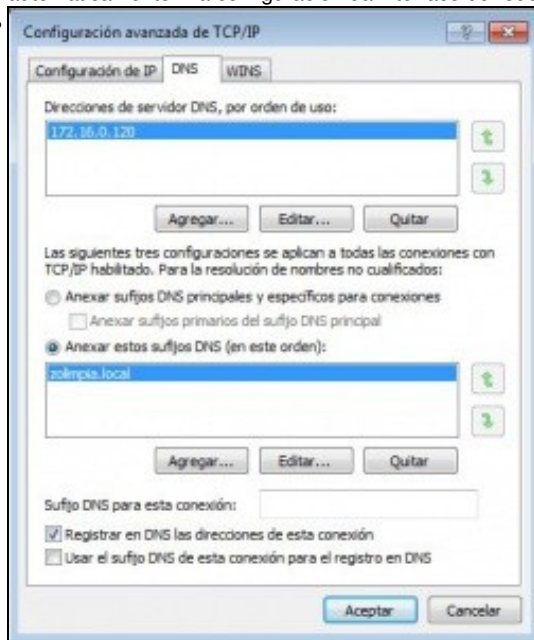 Configuración avanzada de TCP/IP
Configuración de IP DNS WINS
Direcciones de servidor DNS, por orden de uso:
172.16.0.120
Agregar... Editar... Quitar
Las siguientes tres configuraciones se aplican a todas las conexiones con
TCP/IP habilitado. Para la resolución de nombres no cualificados:
Anexar sufijos DNS principales y específicos para conexiones
Anexar sufijos primarios del sufijo DNS principal
Anexar estos sufijos DNS (en este orden):
zolimpia.local
Agregar... Editar... Quitar
Sufijo DNS para esta conexión:
Registrar en DNS las direcciones de esta conexión
Usar el sufijo DNS de esta conexión para el registro en DNS
Aceptar Cancelar